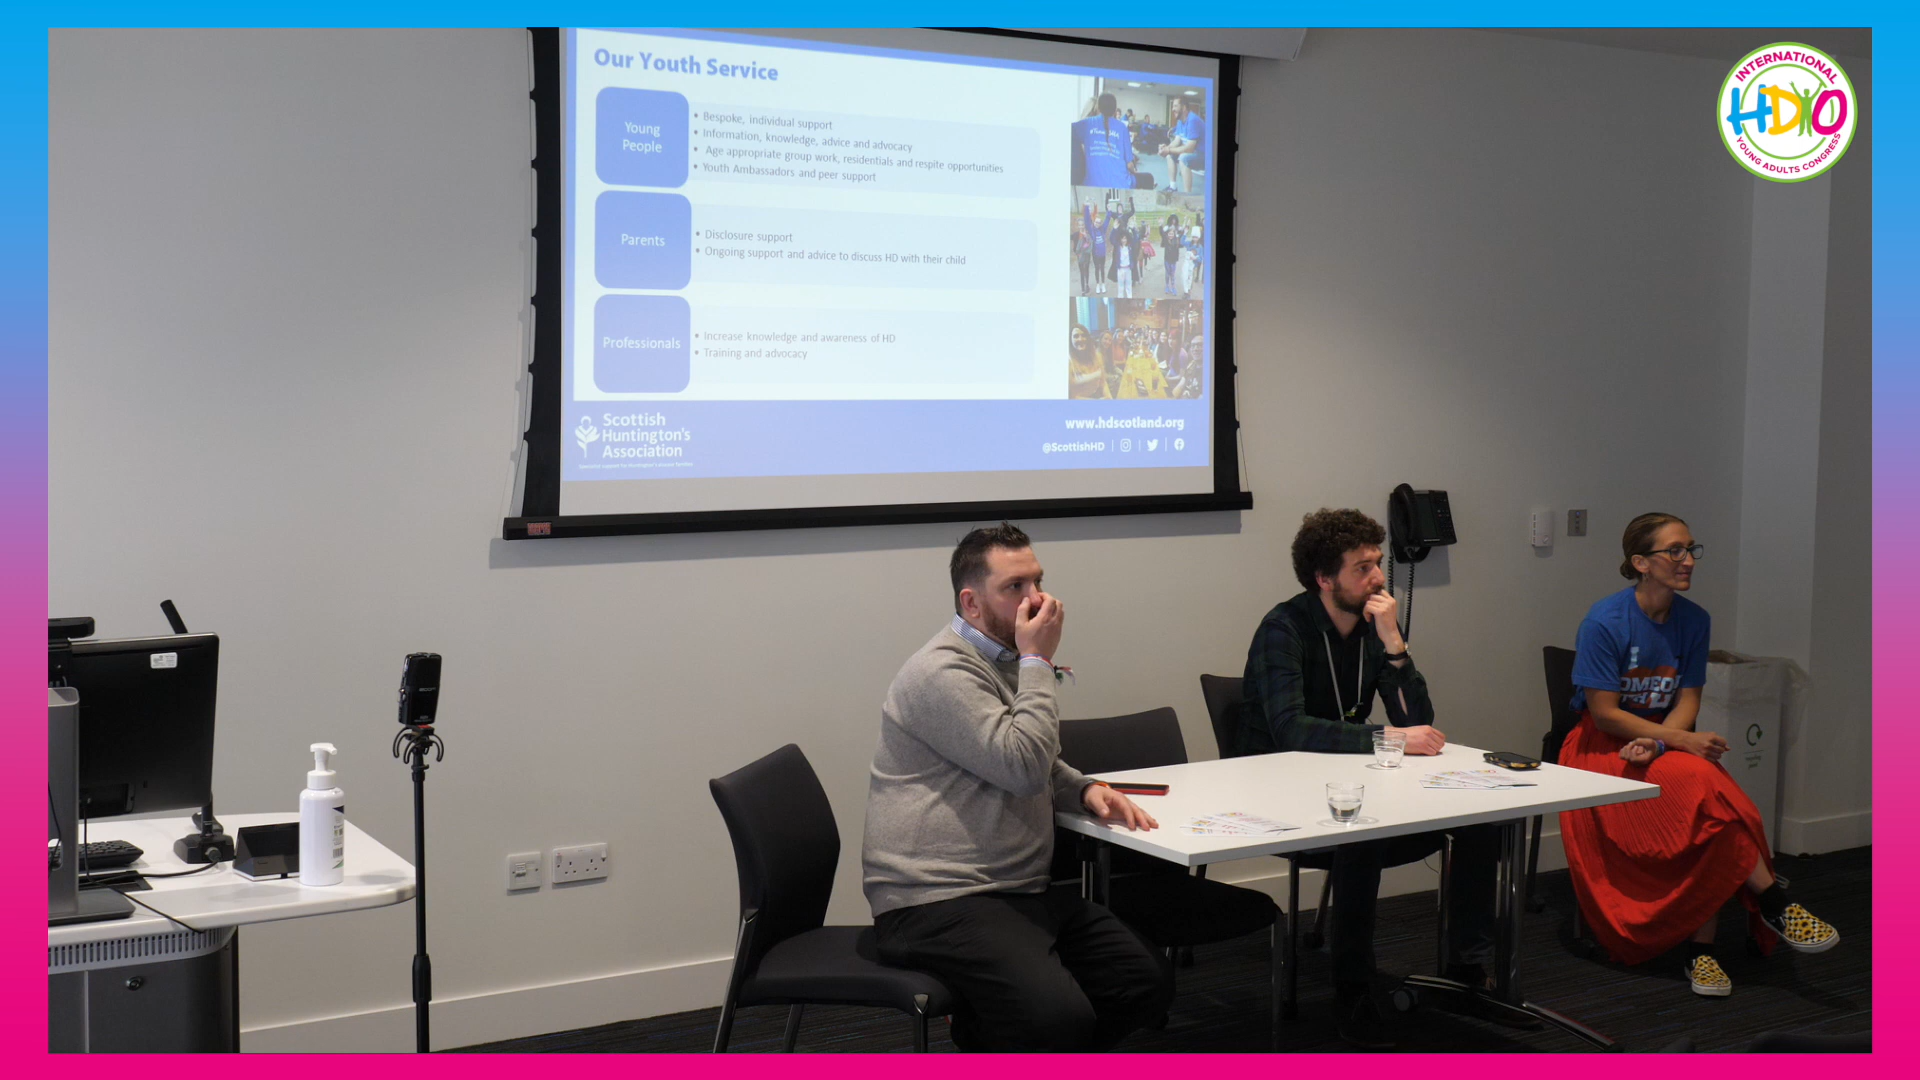 Our Youth Service
Young
People
• Bespoke, individual support
• Information, knowledge, advice and advocacy
• Age appropriate group work, residentials and respite opportunities
• Youth Ambassadors and peer support
Parents
• Disclosure support
• Ongoing support and advice to discuss HD with their child
Professionals
• Increase knowledge and awareness of HD
• Training and advocacy
Scottish
Huntington's
Association
www.hdscotland.org
@ScottishHD
INTERNATIONAL
HDYO
YOUNG ADULTS CONGRESS
I